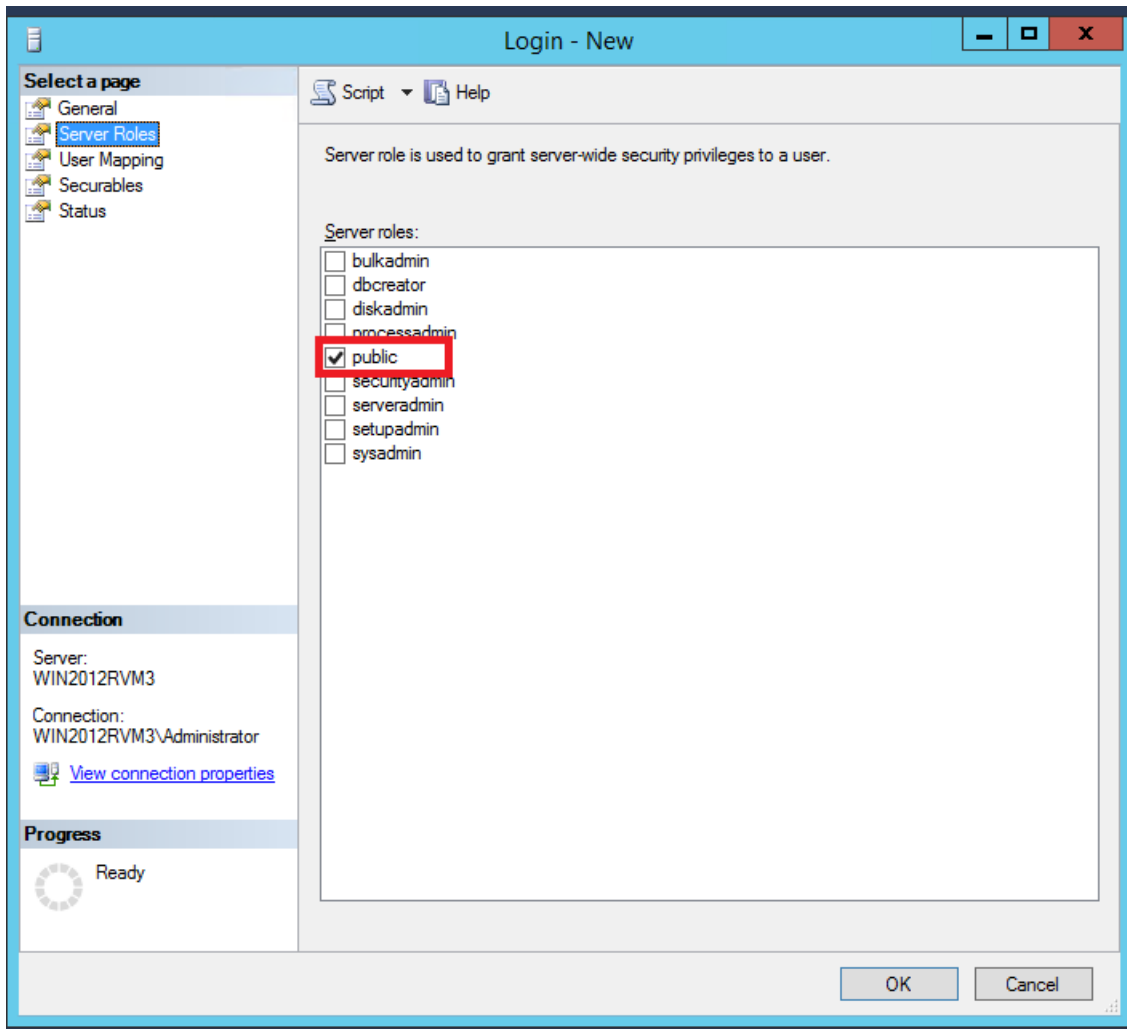 Login - New
Select a page
General
Server Roles
User Mapping
Securables
Status
Script
Help
Server role is used to grant server-wide security privileges to a user.
Server roles:
bulkadmin
dbcreator
diskadmin
processadmin
public
securityadmin
serveradmin
setupadmin
sysadmin
Connection
Server:
WIN2012RVM3
Connection:
WIN2012RVM3\Administrator
View connection properties
Progress
Ready
OK
Cancel